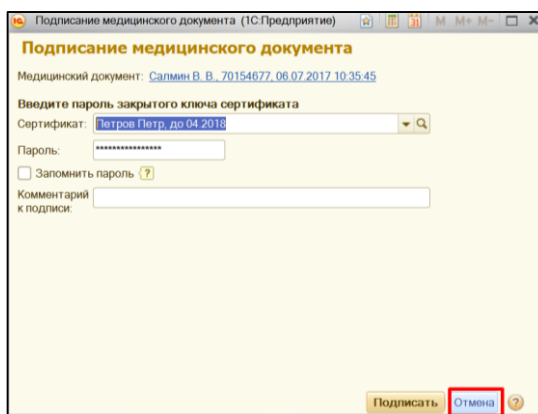 Подписание медицинского документа (1С:Предприятие)
M M+ M-
Подписание медицинского документа
Медицинский документ: Салмин В. В., 70154677, 06.07.2017 10:35:45
Введите пароль закрытого ключа сертификата
Сертификат: Петров Петр, до 04.2018
Пароль: ****************
Запомнить пароль ?
Комментарий
к подписи:
Подписать Отмена ?